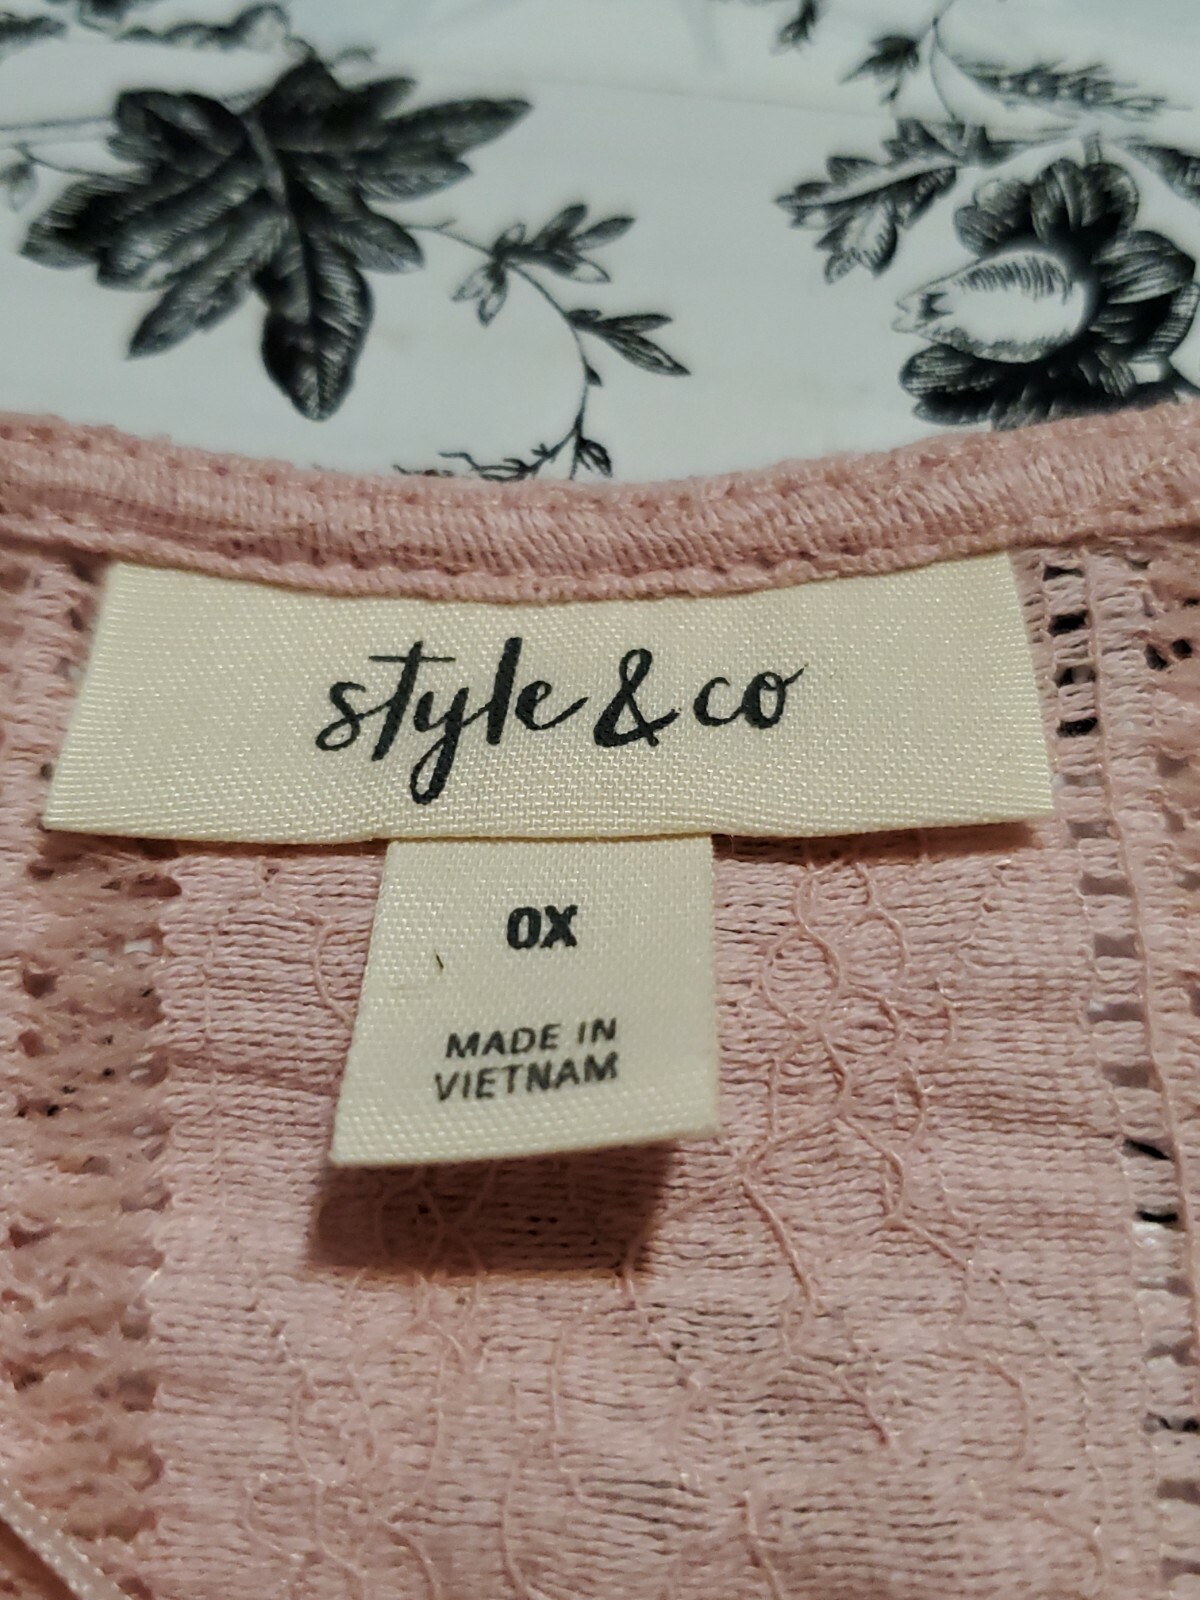 style & co
0X
MADE IN
VIETNAM